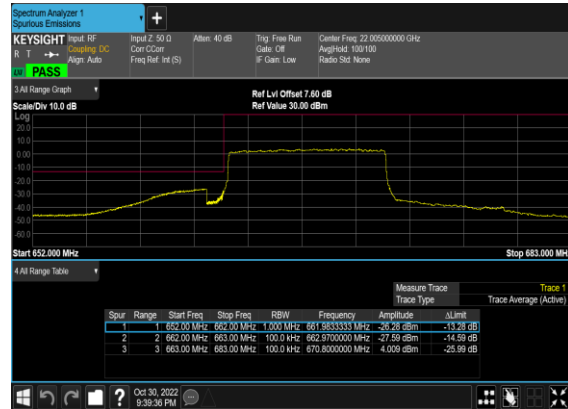 Spectrum Analyzer 1
Spurious Emissions
KEYSIGHT Input: RF
R T Coupling: DC
Align: Auto
Input Z: 50 Ω
Corr CCorr
Freq Ref: Int (S)
Atten: 40 dB
Trig: Free Run
Gate: Off
IF Gain: Low
Center Freq: 22.005000000 GHz
Avg|Hold: 100/100
Radio Std: None
PASS
3 All Range Graph
Scale/Div 10.0 dB
Ref Lvl Offset 7.60 dB
Ref Value 30.00 dBm
Log
20.0
10.0
0.00
-10.0
-20.0
-30.0
-40.0
-50.0
-60.0
Start 652.000 MHz
Stop 683.000 MH
4 All Range Table
Measure Trace Trace 1
Trace Type Trace Average (Active)
Spur Range Start Freq Stop Freq RBW Frequency Amplitude ΔLimit
1 1 652.00 MHz 662.00 MHz 1.000 MHz 661.9833333 MHz -26.28 dBm -13.28 dB
2 2 662.00 MHz 663.00 MHz 100.0 kHz 662.9700000 MHz -27.59 dBm -14.59 dB
3 3 663.00 MHz 683.00 MHz 100.0 kHz 670.8000000 MHz 4.009 dBm -25.99 dB
Oct 30, 2022
9:39:36 PM